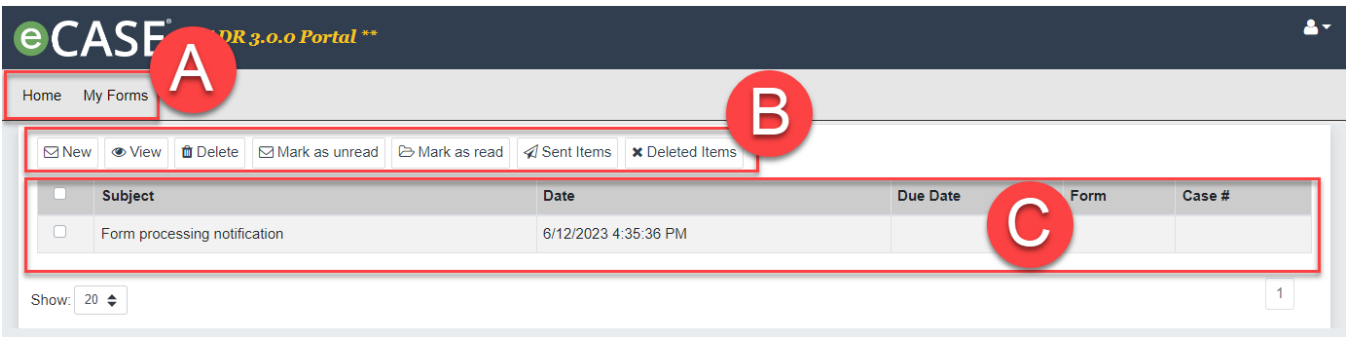 eCASE DR 3.0.0 Portal **
A
Home My Forms
B
New View Delete Mark as unread Mark as read Sent Items Deleted Items
Subject Date Due Date Form Case #
C
Form processing notification 6/12/2023 4:35:36 PM
Show: 20 1